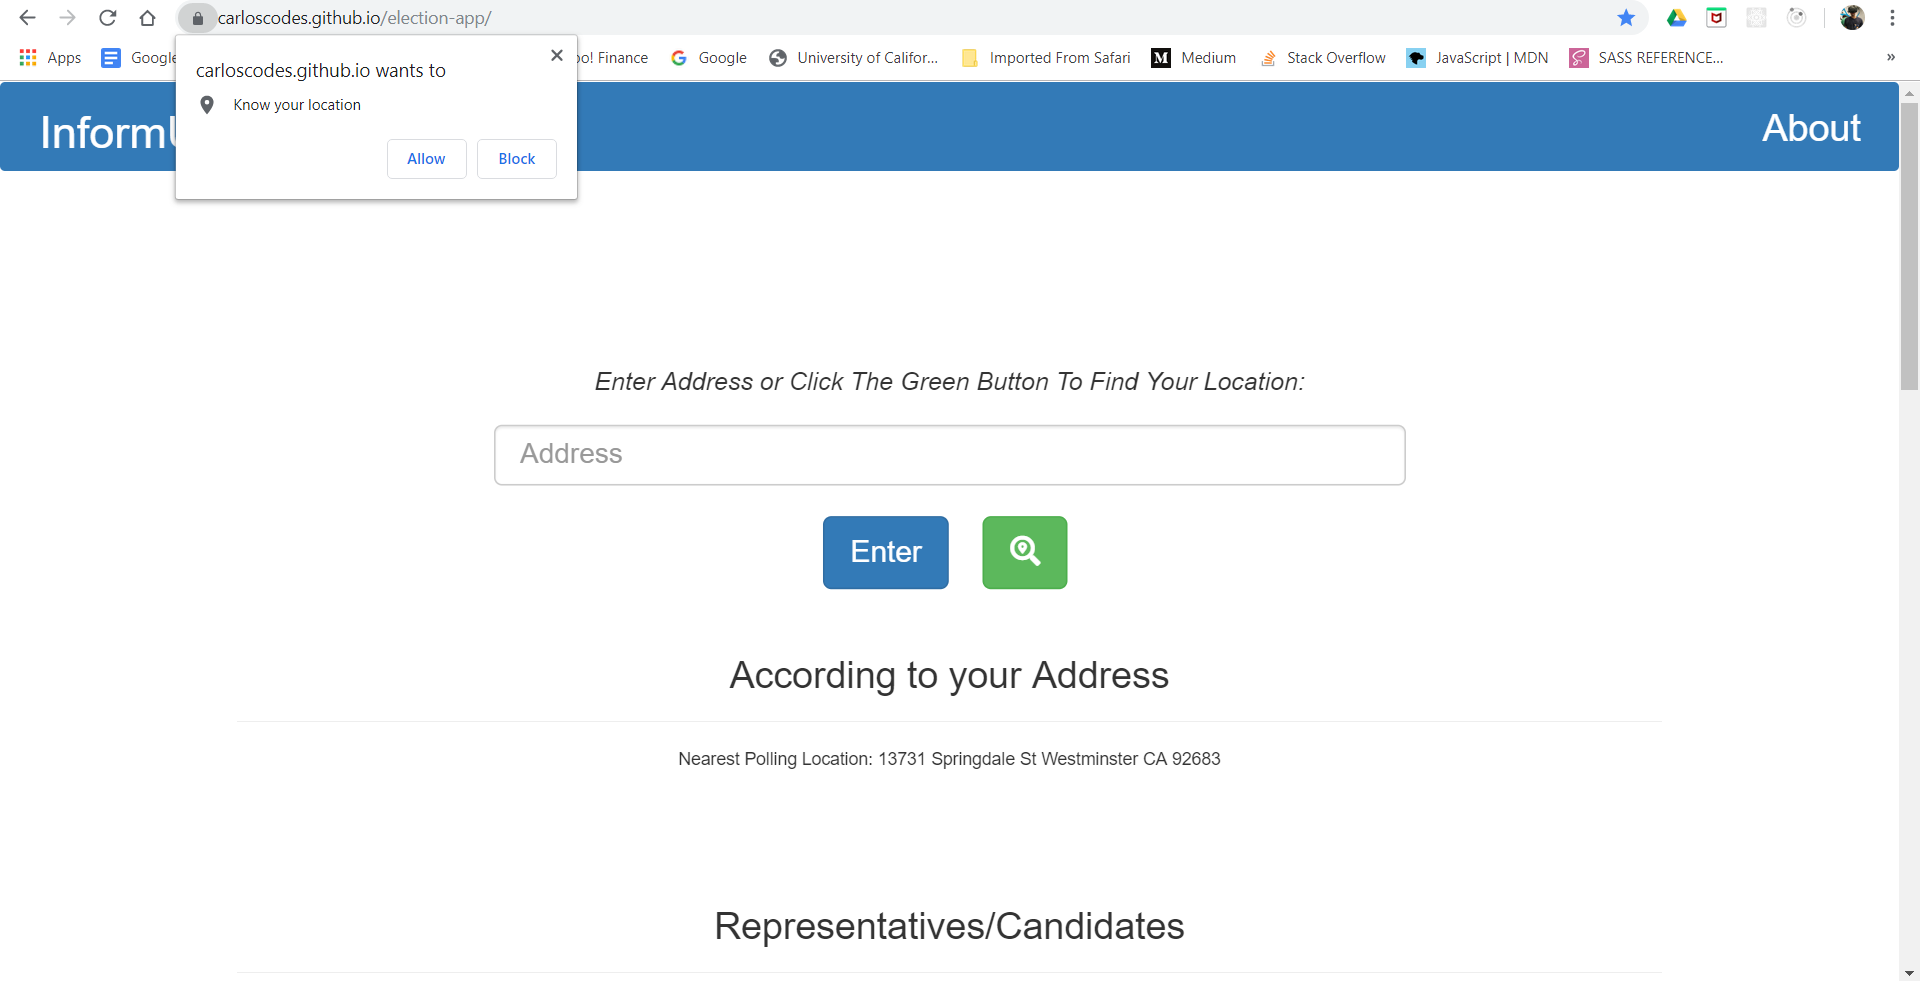 carloscodes.github.io/election-app/
Apps Google oo! Finance Google University of Califor... Imported From Safari Medium Stack Overflow JavaScript | MDN SASS REFERENCE... »
carloscodes.github.io wants to
Know your location
Allow Block
Inform About
Enter Address or Click The Green Button To Find Your Location:
Address
Enter
According to your Address
Nearest Polling Location: 13731 Springdale St Westminster CA 92683
Representatives/Candidates